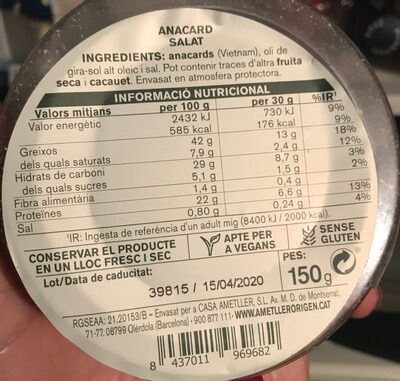 ANACARD
SALAT
INGREDIENTS: anacards (Vietnam), oli de
gira-sol alt oleic i sal. Pot contenir traces d'altra fruita
seca i cacauet. Envasat en atmosfera protectora.
INFORMACIÓ NUTRICIONAL
Valors mitjans per 100 g per 30 g %IR¹
Valor energètic 2432 kJ 730 kJ 9%
585 kcal 176 kcal 9%
Greixos 42 g 13 g 18%
dels quals saturats 7,9 g 2,4 g 12%
Hidrats de carboni 29 g 8,7 g 3%
dels quals sucres 5,1 g 1,5 g 2%
Fibra alimentària 1,4 g 0,4 g
Proteïnes 22 g 6,6 g 13%
Sal 0,80 g 0,24 g 4%
¹IR: Ingesta de referència d'un adult mig (8400 kJ / 2000 kcal).
CONSERVAR EL PRODUCTE
EN UN LLOC FRESC I SEC
APTE PER
A VEGANS
SENSE
GLUTEN
Lot/Data de caducitat:
39815 / 15/04/2020
PES:
150g
RGSEAA: 21.20153/B - Envasat per a CASA AMETLLER, S.L. Av. M. D. de Montserrat,
71-77. 08799 Olèrdola (Barcelona) · 900 877 111 · WWW.AMETLLERORIGEN.CAT
8 437011 969682